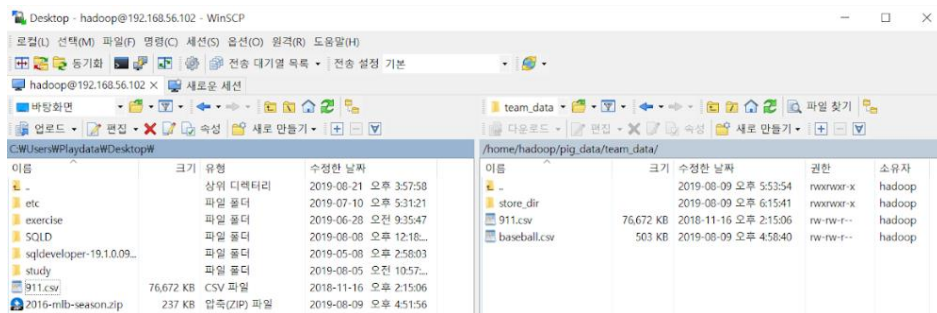 Desktop - hadoop@192.168.56.102 - WinSCP
로컬(L) 선택(M) 파일(F) 명령(C) 세션(S) 옵션(O) 원격(R) 도움말(H)
동기화 전송 대기열 목록 전송 설정 기본
hadoop@192.168.56.102 × 새로운 세션
바탕화면 team_data 파일 찾기
업로드 편집 속성 새로 만들기 다운로드 편집 속성 새로 만들기
C:₩Users₩Playdata₩Desktop₩ /home/hadoop/pig_data/team_data/
이름 크기 유형 수정한 날짜 이름 크기 수정한 날짜 권한 소유자
.. 상위 디렉터리 2019-08-21 오후 3:57:58 .. 2019-08-09 오후 5:53:54 rwxrwxr-x hadoop
etc 파일 폴더 2019-07-10 오후 5:31:21 store_dir 2019-08-09 오후 6:15:41 rwxrwxr-x hadoop
exercise 파일 폴더 2019-06-28 오전 9:35:47 911.csv 76,672 KB 2018-11-16 오후 2:15:06 rw-rw-r-- hadoop
SQLD 파일 폴더 2019-08-08 오후 12:18:... baseball.csv 503 KB 2019-08-09 오후 4:58:40 rw-rw-r-- hadoop
sqldeveloper-19.1.0.09... 파일 폴더 2019-05-08 오후 2:58:03
study 파일 폴더 2019-08-05 오전 10:57:...
911.csv 76,672 KB CSV 파일 2018-11-16 오후 2:15:06
2016-mlb-season.zip 237 KB 압축(ZIP) 파일 2019-08-09 오후 4:51:56